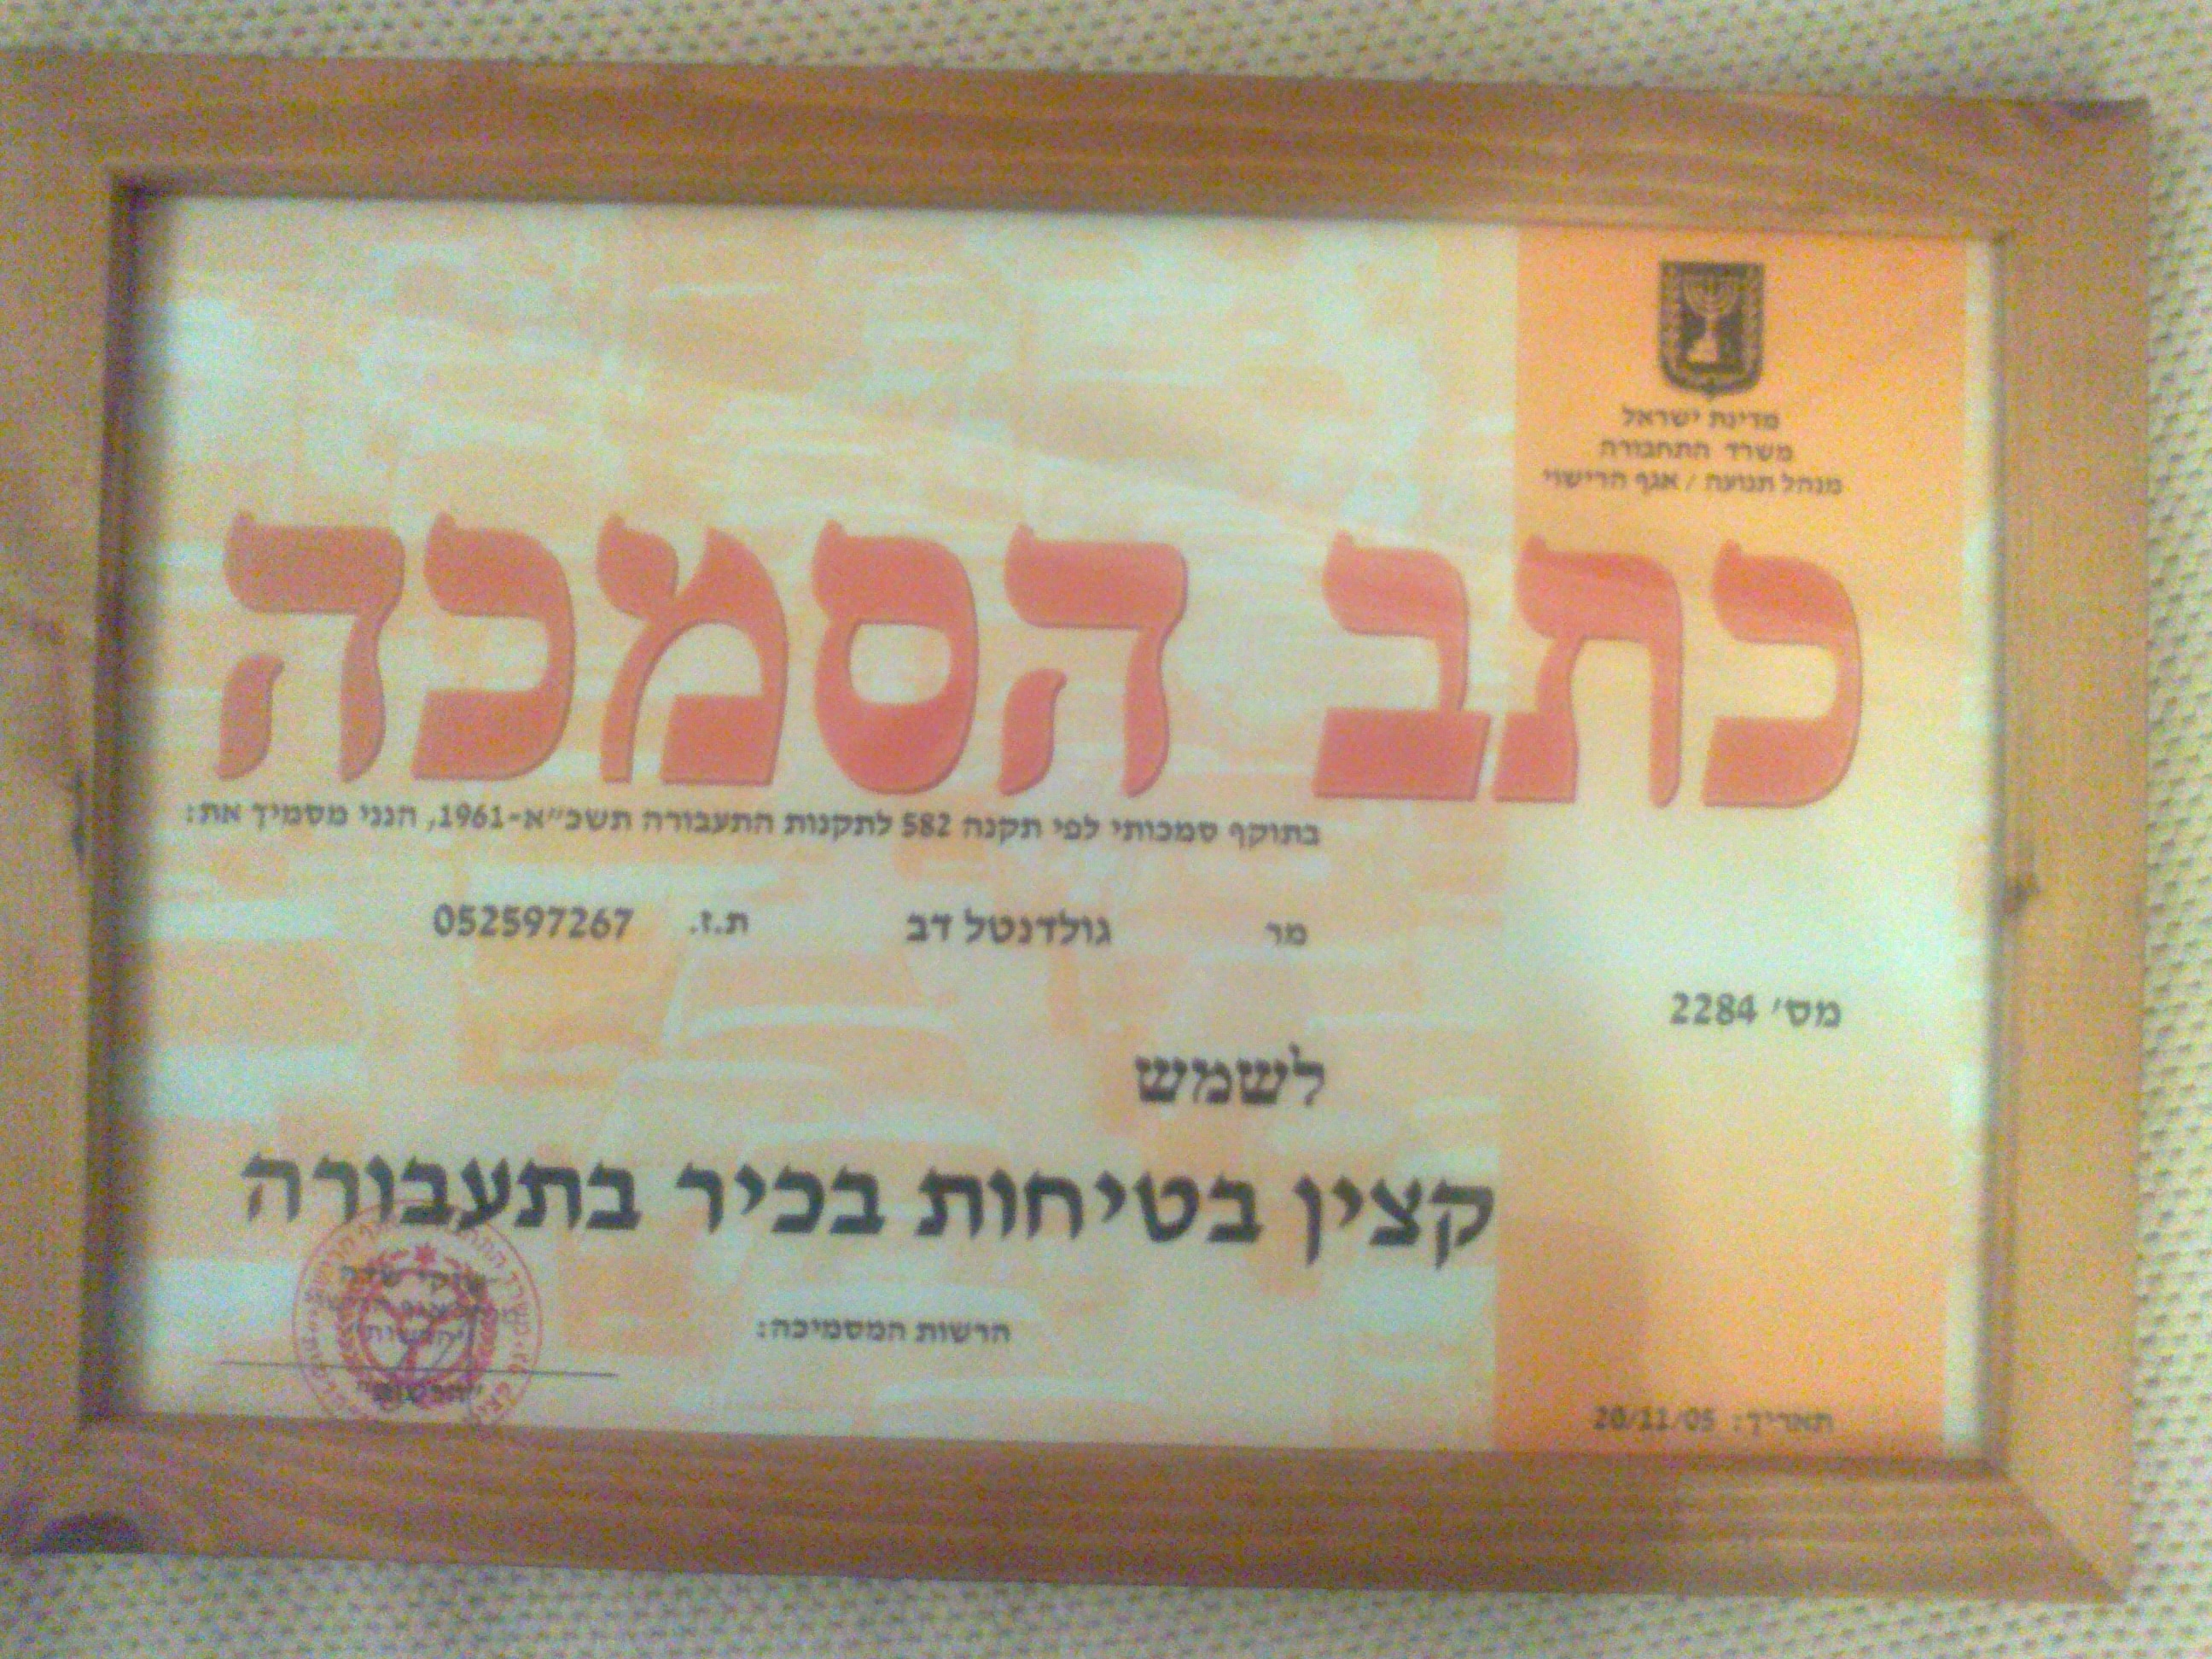 מדינת ישראל
משרד התחבורה
מנהל תנועה / אגף הרישוי
כתב הסמכה
בתוקף סמכותי לפי תקנה 582 לתקנות התעבורה תשכ״א-1961, הנני מסמיך את:
מר גולדנטל דב ת.ז. 052597267
מס׳ 2284
לשמש
קצין בטיחות בכיר בתעבורה
הרשות המסמיכה:
תאריך: 20/11/05